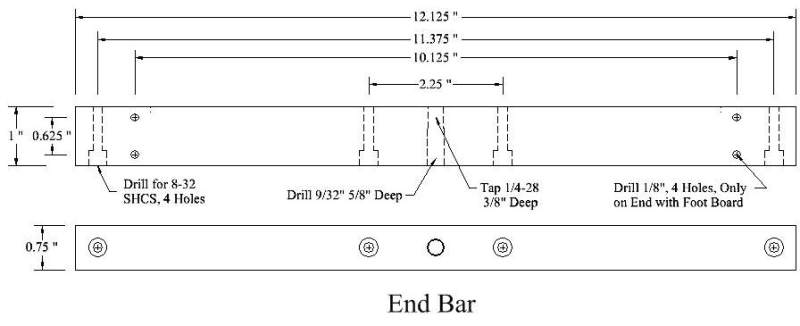 12.125 "
11.375 "
10.125 "
2.25 "
1 "
0.625 "
Drill for 8-32
SHCS, 4 Holes
Drill 9/32" 5/8" Deep
Tap 1/4-28
3/8" Deep
Drill 1/8", 4 Holes, Only
on End with Foot Board
0.75 "
End Bar